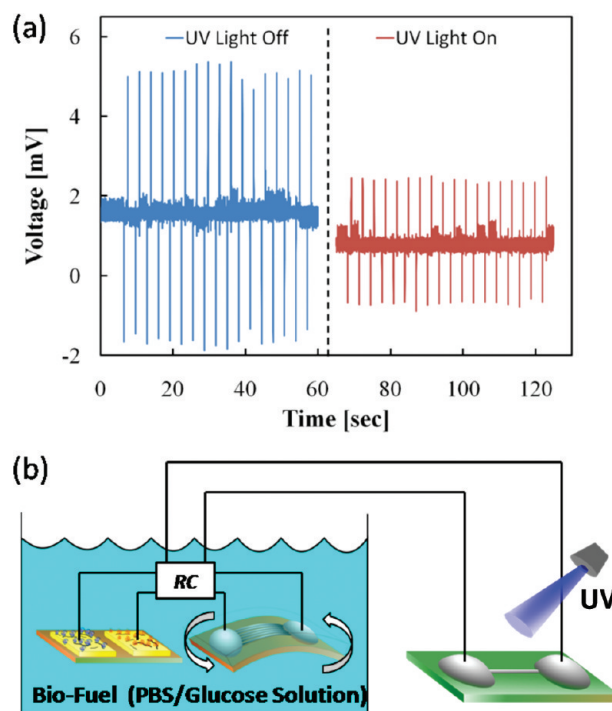 (a)
UV Light Off
UV Light On
6
4
2
0
-2
Voltage [mV]
0 20 40 60 80 100 120
Time [sec]
(b)
RC
UV
Bio-Fuel (PBS/Glucose Solution)